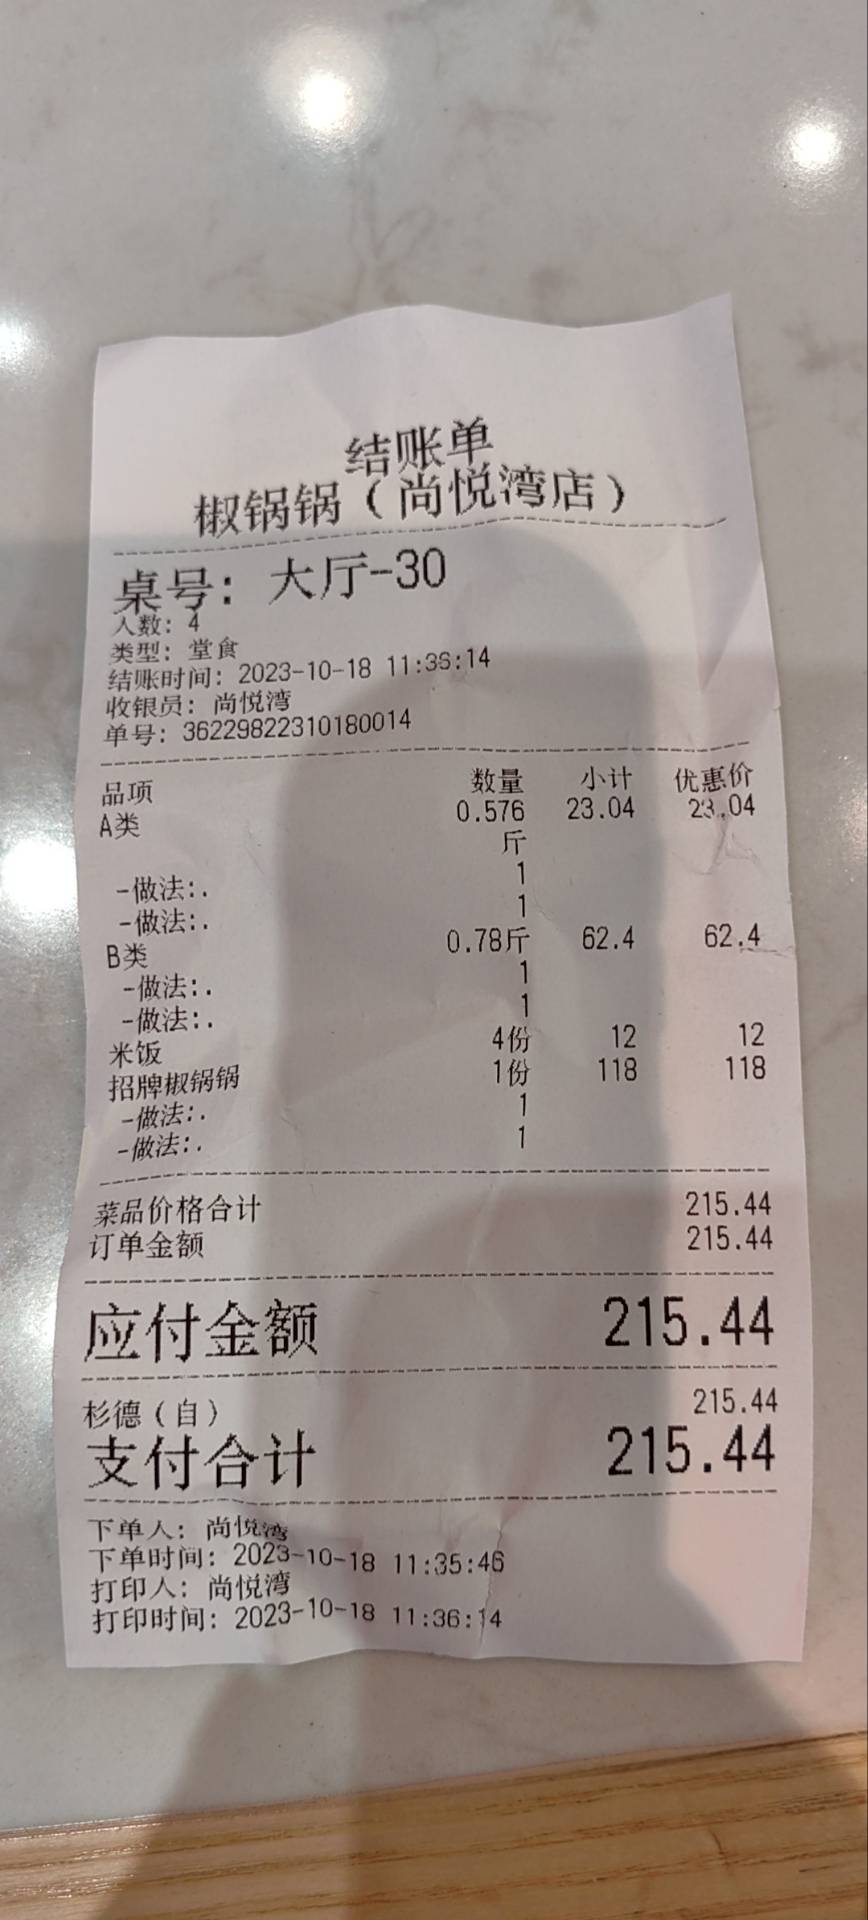 结账单
椒锅锅(尚悦湾店)
桌号: 大厅-30
人数: 4
类型: 堂食
结账时间: 2023-10-18 11:36:14
收银员: 尚悦湾
单号: 36229822310180014
品项 数量 小计 优惠价
A类 0.576 23.04 23.04
斤
-做法:. 1
-做法:. 1
B类 0.78斤 62.4 62.4
-做法:. 1
-做法:. 1
米饭 4份 12 12
招牌椒锅锅 1份 118 118
-做法:. 1
-做法:. 1
菜品价格合计 215.44
订单金额 215.44
应付金额 215.44
杉德(自) 215.44
支付合计 215.44
下单人: 尚悦湾
下单时间: 2023-10-18 11:35:46
打印人: 尚悦湾
打印时间: 2023-10-18 11:36:14